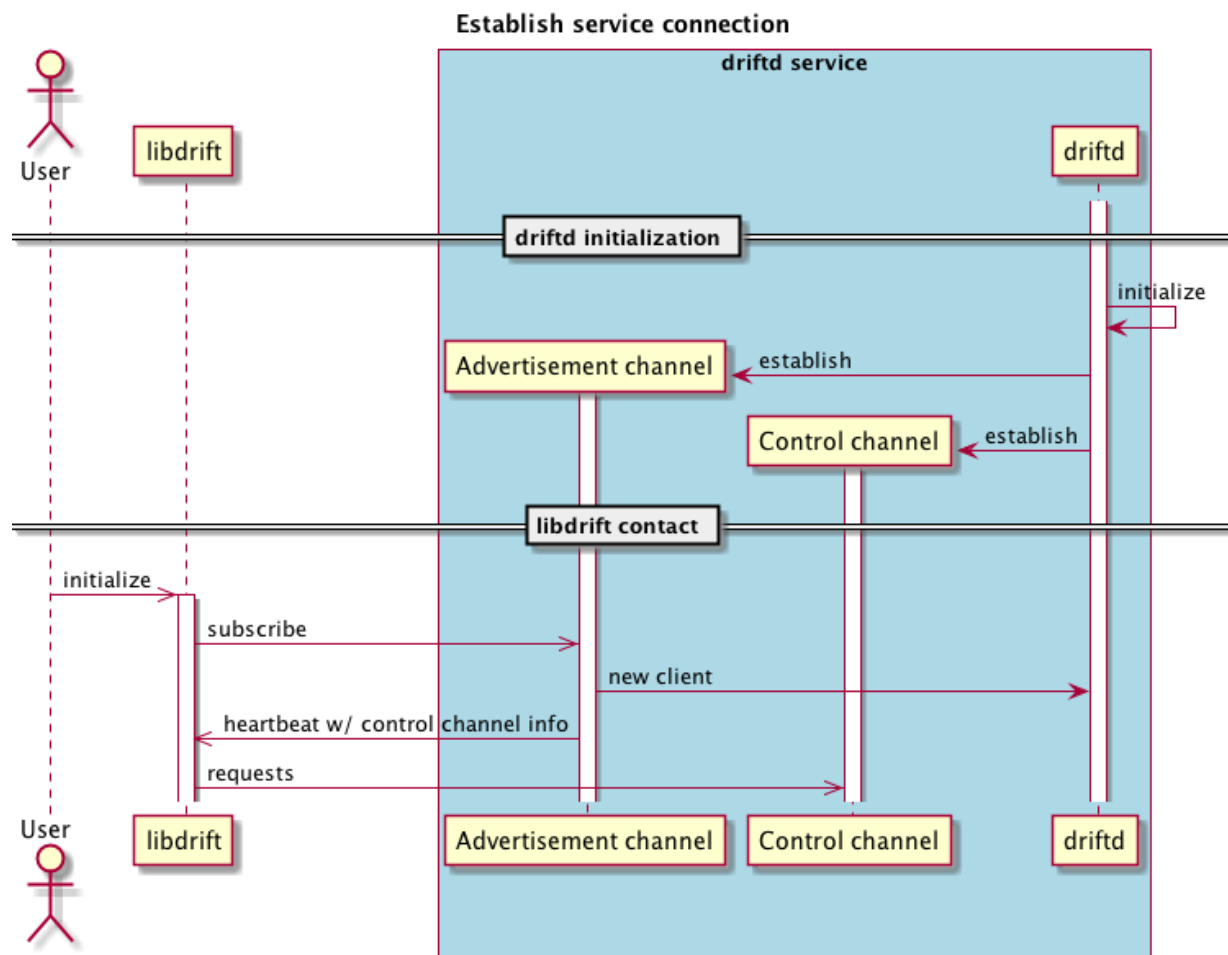 Establish service connection
driftd service
User
libdrift
driftd
driftd initialization
initialize
Advertisement channel
establish
Control channel
establish
libdrift contact
initialize
subscribe
new client
heartbeat w/ control channel info
requests
User
libdrift
Advertisement channel
Control channel
driftd